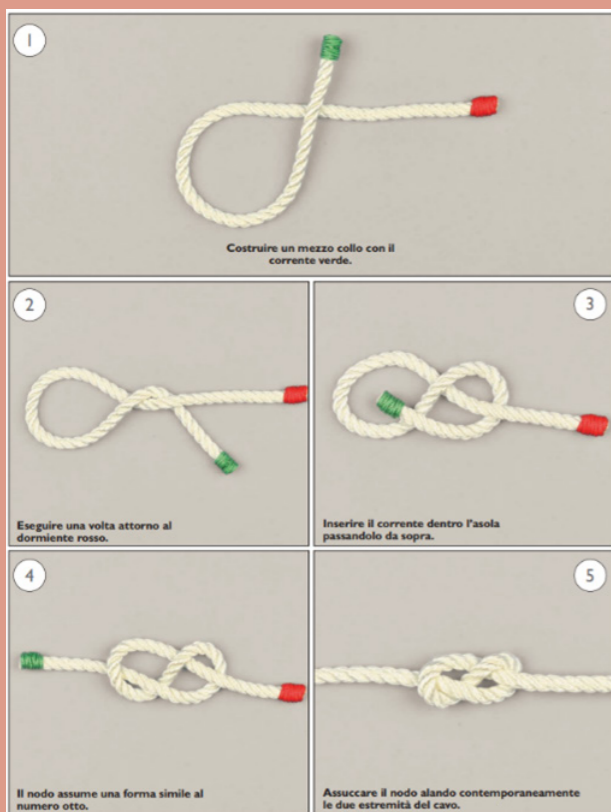 1
Costruire un mezzo collo con il
corrente verde.
2
Eseguire una volta attorno al
dormiente rosso.
3
Inserire il corrente dentro l'asola
passandolo da sopra.
4
Il nodo assume una forma simile al
numero otto.
5
Assuccare il nodo alando contemporaneamente
le due estremità del cavo.